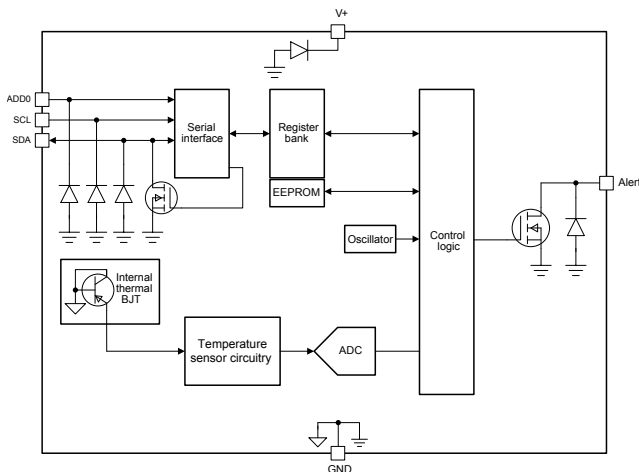 V+
ADD0
SCL
SDA
Serial
interface
Register
bank
EEPROM
Alert
Oscillator
Control
logic
Internal
thermal
BJT
Temperature
sensor circuitry
ADC
GND